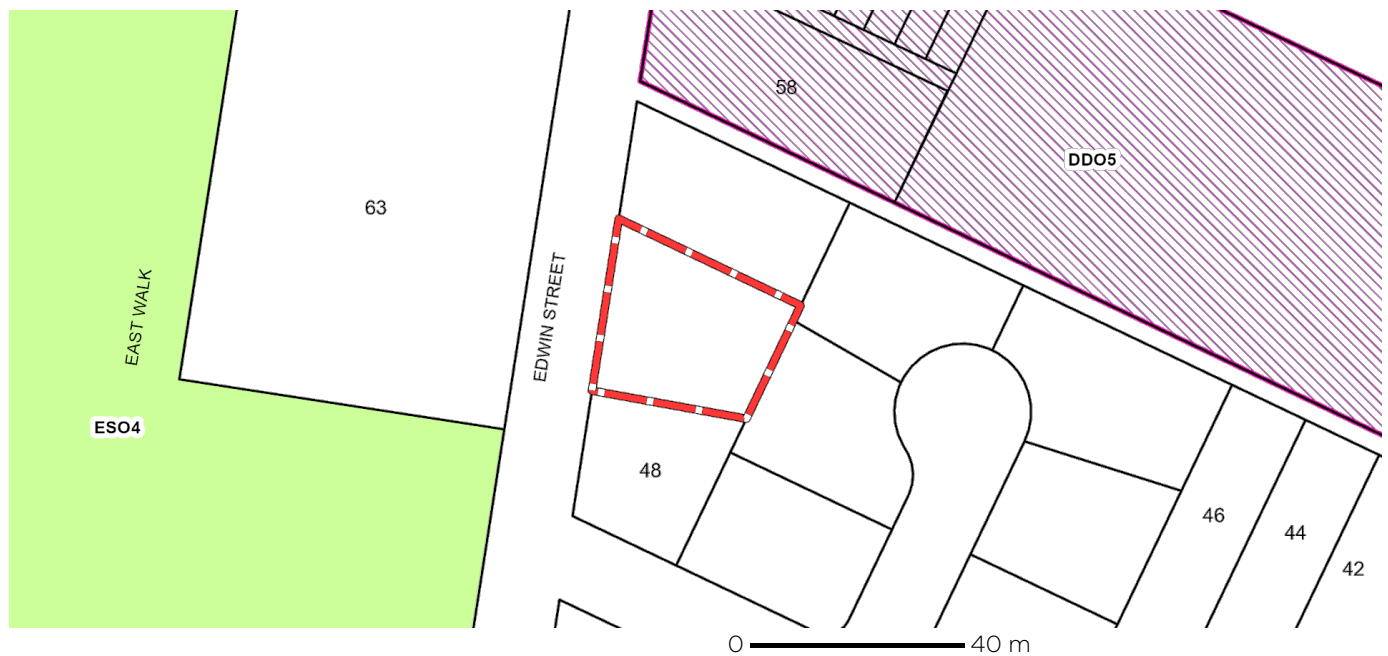 58
DDO5
63
EAST WALK
EDWIN STREET
ESO4
48
46
44
42
0 40 m